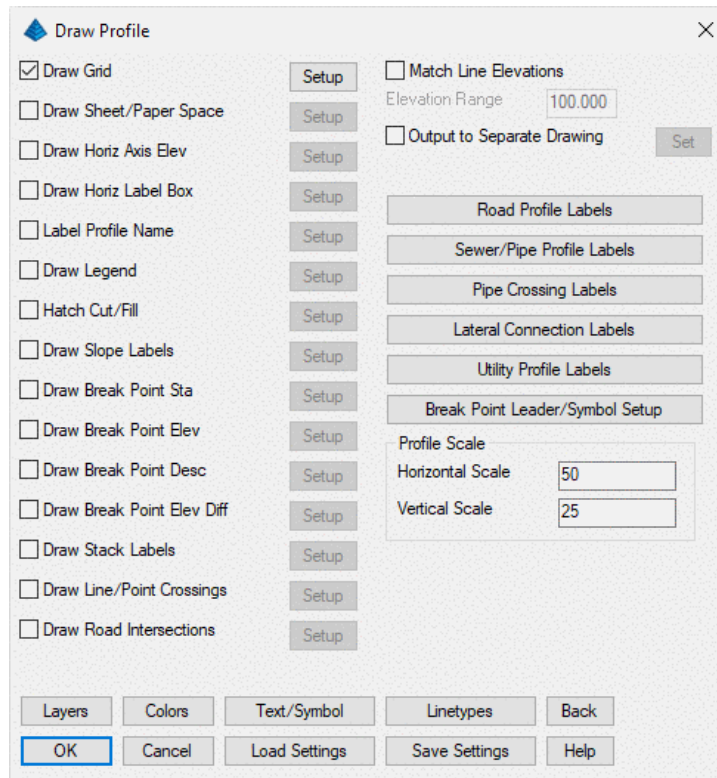 Draw Profile
Draw Grid Setup
Draw Sheet/Paper Space Setup
Draw Horiz Axis Elev Setup
Draw Horiz Label Box Setup
Label Profile Name Setup
Draw Legend Setup
Hatch Cut/Fill Setup
Draw Slope Labels Setup
Draw Break Point Sta Setup
Draw Break Point Elev Setup
Draw Break Point Desc Setup
Draw Break Point Elev Diff Setup
Draw Stack Labels Setup
Draw Line/Point Crossings Setup
Draw Road Intersections Setup
Match Line Elevations
Elevation Range 100.000
Output to Separate Drawing Set
Road Profile Labels
Sewer/Pipe Profile Labels
Pipe Crossing Labels
Lateral Connection Labels
Utility Profile Labels
Break Point Leader/Symbol Setup
Profile Scale
Horizontal Scale 50
Vertical Scale 25
Layers Colors Text/Symbol Linetypes Back
OK Cancel Load Settings Save Settings Help